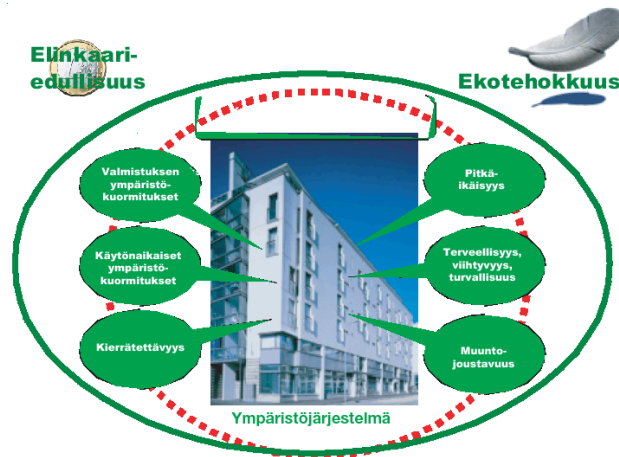 Elinkaari-
edullisuus
Ekotehokkuus
Valmistuksen
ympäristö-
kuormitukset
Pitkä-
ikäisyys
Käytönaikaiset
ympäristö-
kuormitukset
Terveellisyys,
viihtyvyys,
turvallisuus
Kierrätettävyys
Muunto-
joustavuus
Ympäristöjärjestelmä